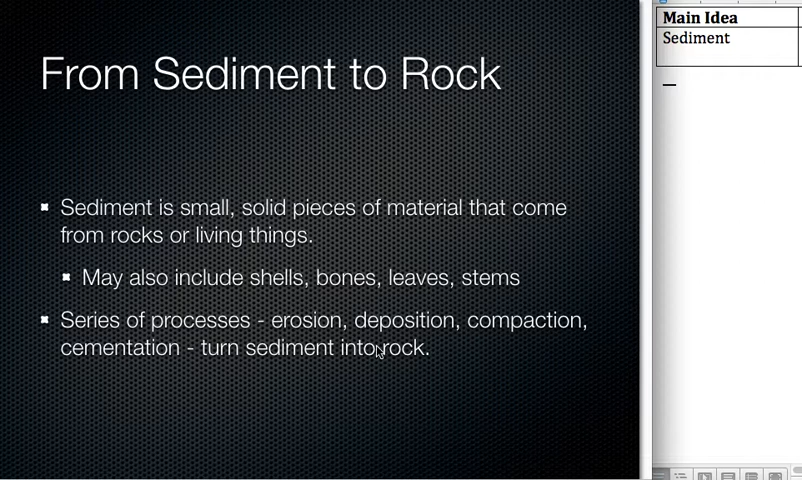 From Sediment to Rock
Sediment is small, solid pieces of material that come
from rocks or living things.
May also include shells, bones, leaves, stems
Series of processes - erosion, deposition, compaction,
cementation - turn sediment into rock.
Main Idea
Sediment